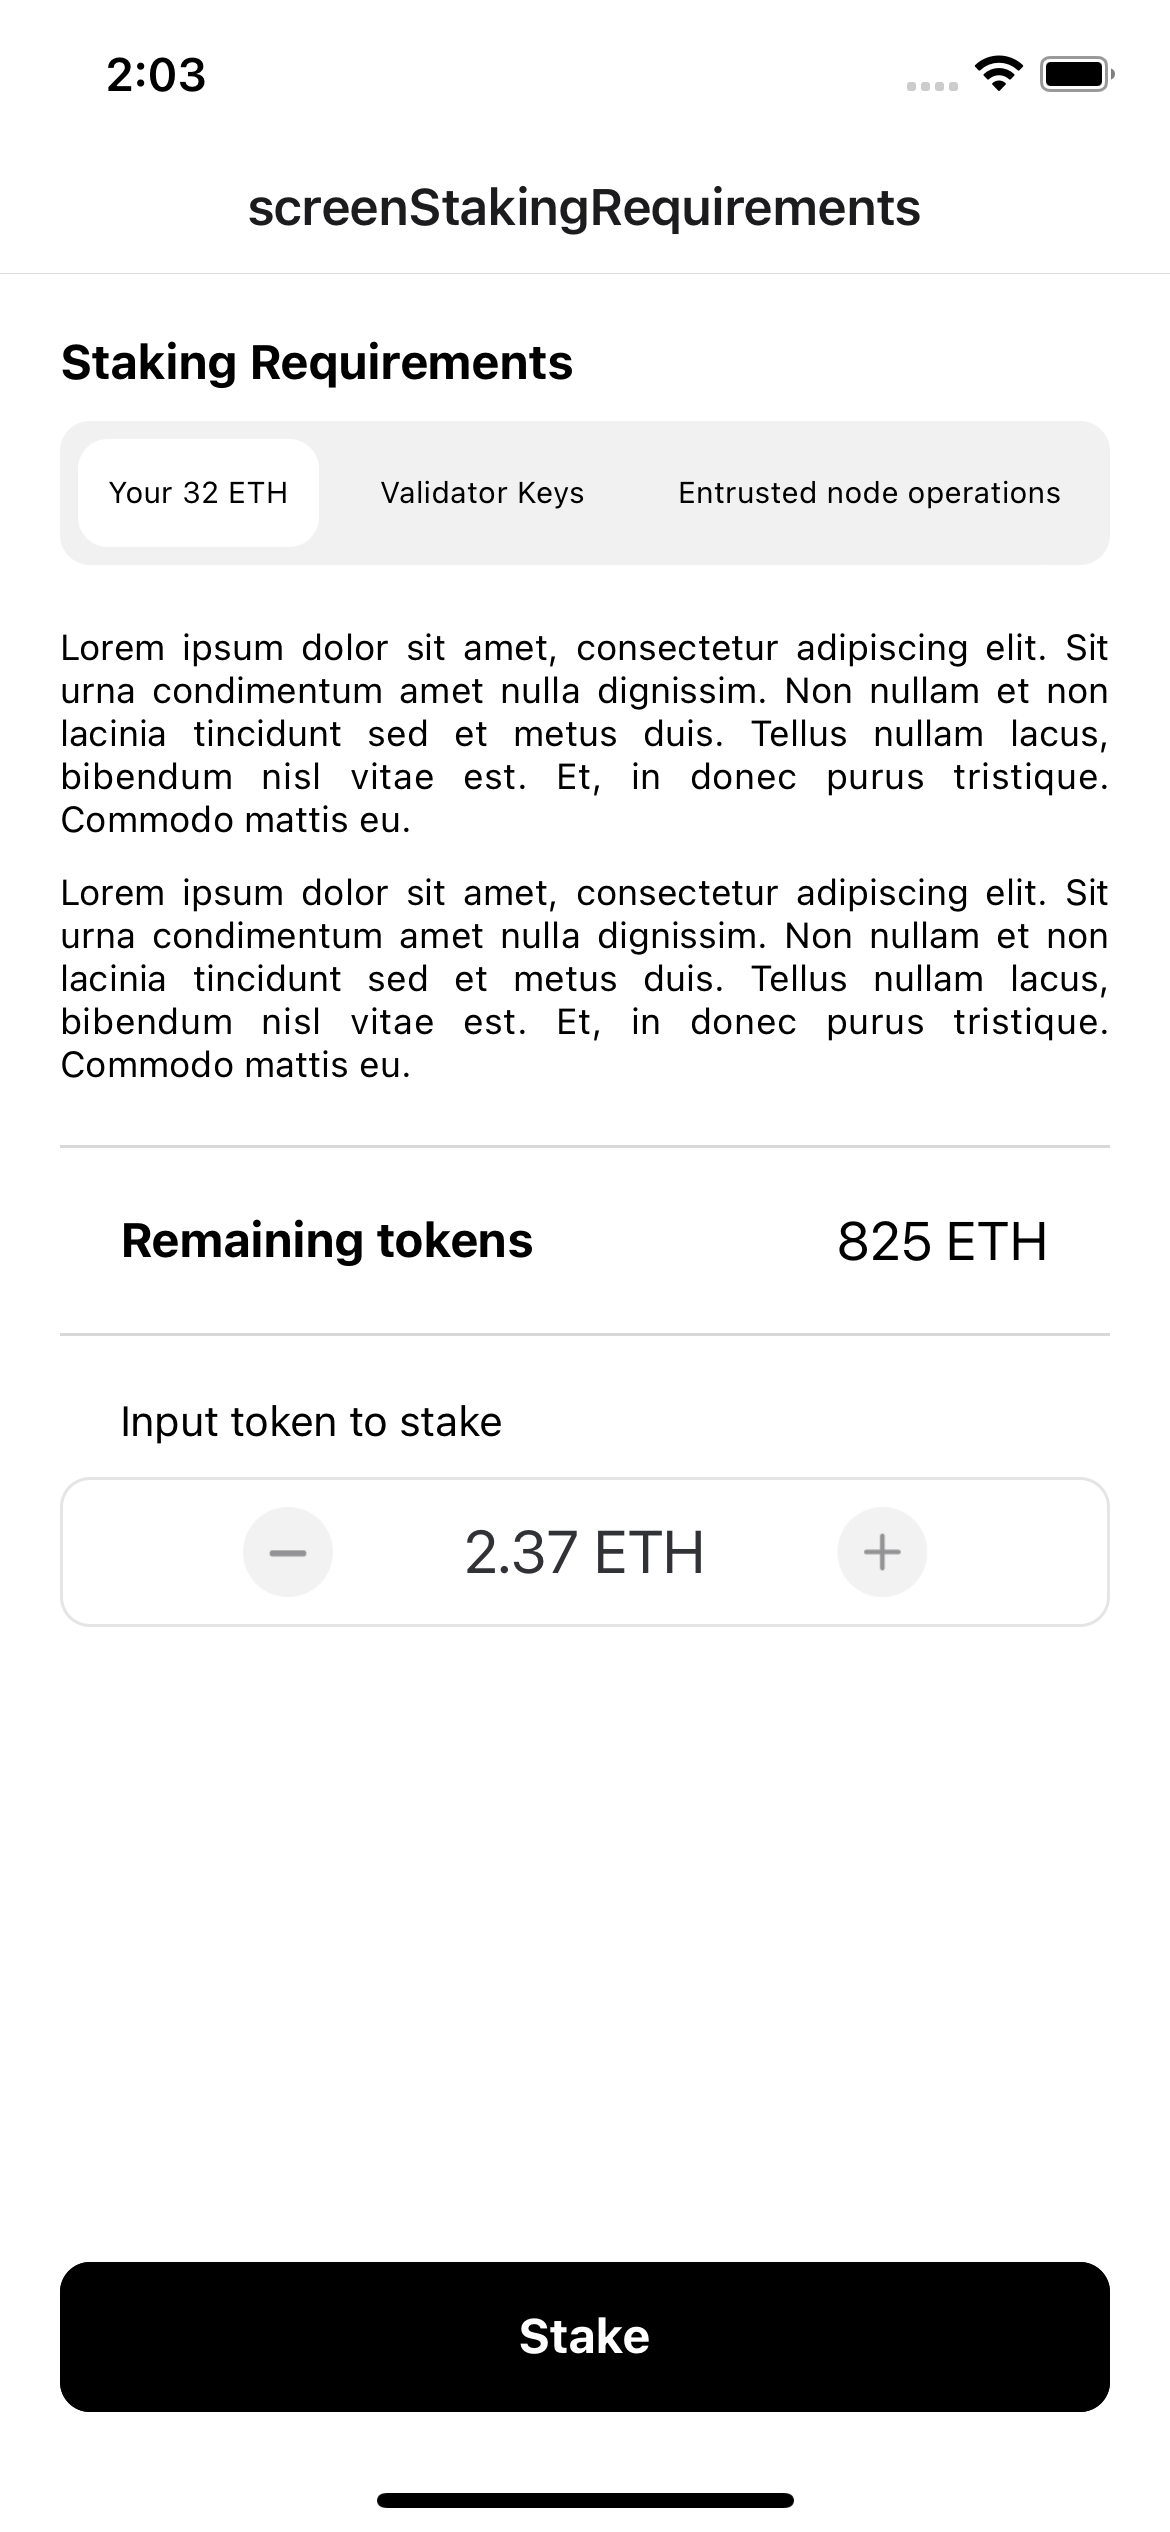 2:03
screenStakingRequirements
Staking Requirements
Your 32 ETH Validator Keys Entrusted node operations
Lorem ipsum dolor sit amet, consectetur adipiscing elit. Sit
urna condimentum amet nulla dignissim. Non nullam et non
lacinia tincidunt sed et metus duis. Tellus nullam lacus,
bibendum nisl vitae est. Et, in donec purus tristique.
Commodo mattis eu.
Lorem ipsum dolor sit amet, consectetur adipiscing elit. Sit
urna condimentum amet nulla dignissim. Non nullam et non
lacinia tincidunt sed et metus duis. Tellus nullam lacus,
bibendum nisl vitae est. Et, in donec purus tristique.
Commodo mattis eu.
Remaining tokens 825 ETH
Input token to stake
2.37 ETH
Stake